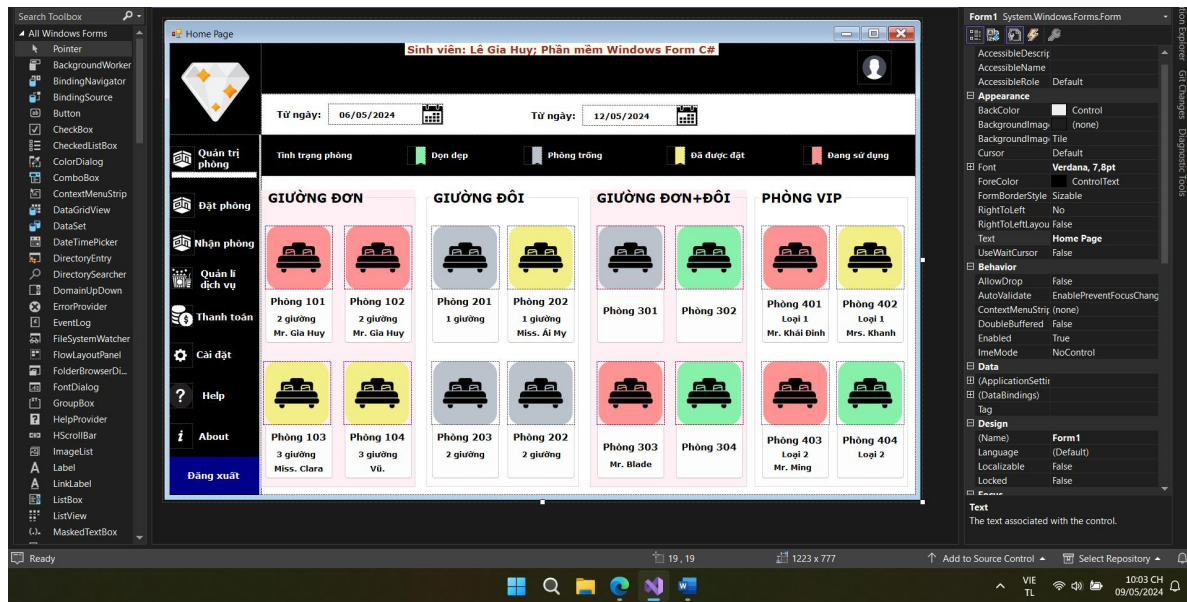 Search Toolbox
All Windows Forms
Pointer
BackgroundWorker
BindingNavigator
BindingSource
Button
CheckBox
CheckedListBox
ColorDialog
ComboBox
ContextMenuStrip
DataGridView
DataSet
DateTimePicker
DirectoryEntry
DirectorySearcher
DomainUpDown
ErrorProvider
EventLog
FileSystemWatcher
FlowLayoutPanel
FolderBrowserDi...
FontDialog
GroupBox
HelpProvider
HScrollBar
ImageList
Label
LinkLabel
ListBox
ListView
MaskedTextBox
Home Page
Sinh viên: Lê Gia Huy; Phần mềm Windows Form C#
Từ ngày: 06/05/2024 Từ ngày: 12/05/2024
Tình trạng phòng Dọn dẹp Phòng trống Đã được đặt Đang sử dụng
Quản trị
phòng
Đặt phòng
Nhận phòng
Quản lí
dịch vụ
Thanh toán
Cài đặt
? Help
i About
Đăng xuất
GIƯỜNG ĐƠN
Phòng 101 Phòng 102
2 giường 2 giường
Mr. Gia Huy Mr. Gia Huy
Phòng 103 Phòng 104
3 giường 3 giường
Miss. Clara Vũ.
GIƯỜNG ĐÔI
Phòng 201 Phòng 202
1 giường 1 giường
Miss. Ái My
Phòng 203 Phòng 202
2 giường 2 giường
GIƯỜNG ĐƠN+ĐÔI
Phòng 301 Phòng 302
Phòng 303 Phòng 304
Mr. Blade
PHÒNG VIP
Phòng 401 Phòng 402
Loại 1 Loại 1
Mr. Khải Đinh Mrs. Khanh
Phòng 403 Phòng 404
Loại 2 Loại 2
Mr. Ming
Form1 System.Windows.Forms.Form
AccessibleDescrip
AccessibleName
AccessibleRole Default
Appearance
BackColor Control
BackgroundImag (none)
BackgroundImag Tile
Cursor Default
Font Verdana, 7,8pt
ForeColor ControlText
FormBorderStyle Sizable
RightToLeft No
RightToLeftLayou False
Text Home Page
UseWaitCursor False
Behavior
AllowDrop False
AutoValidate EnablePreventFocusChang
ContextMenuStrip (none)
DoubleBuffered False
Enabled True
ImeMode NoControl
Data
(ApplicationSettin
(DataBindings)
Tag
Design
(Name) Form1
Language (Default)
Localizable False
Locked False
Focus
Text
The text associated with the control.
Git Changes
Diagnostic Tools
Ready 19 , 19 1223 x 777 Add to Source Control Select Repository
VIE
TL
10:03 CH
09/05/2024